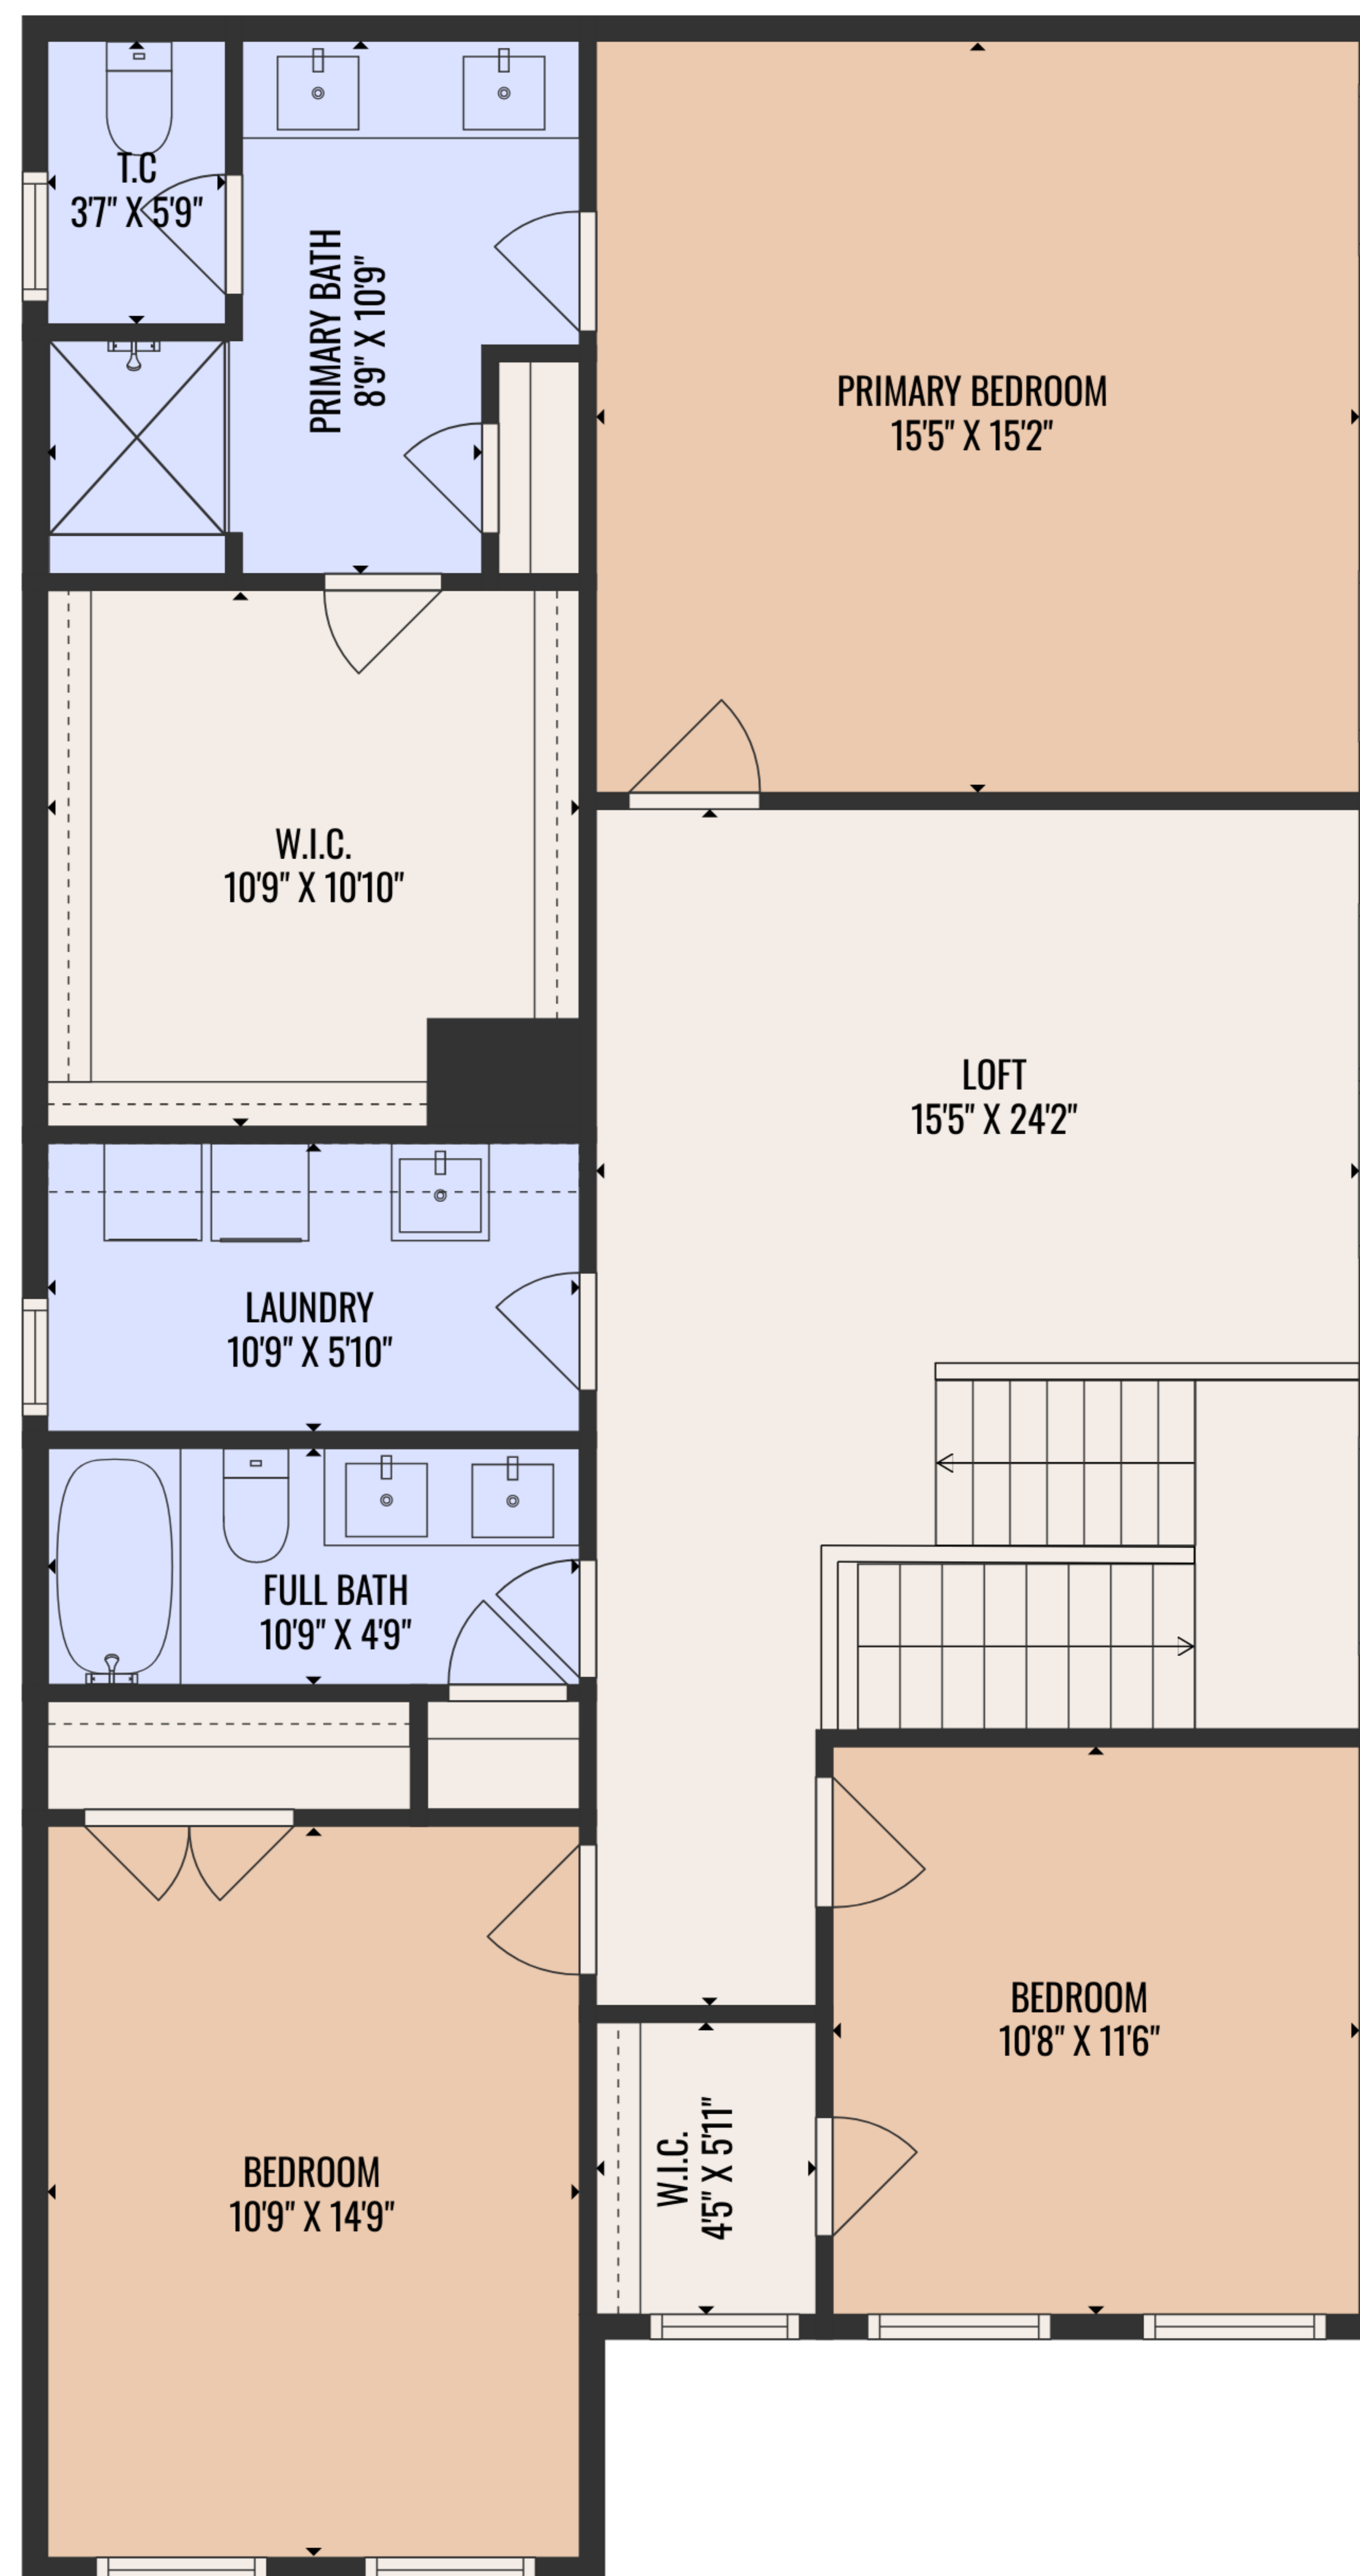 T.C
3'7" X 5'9"
PRIMARY BATH
8'9" X 10'9"
PRIMARY BEDROOM
15'5" X 15'2"
W.I.C.
10'9" X 10'10"
LOFT
15'5" X 24'2"
LAUNDRY
10'9" X 5'10"
FULL BATH
10'9" X 4'9"
BEDROOM
10'8" X 11'6"
W.I.C.
4'5" X 5'11"
BEDROOM
10'9" X 14'9"